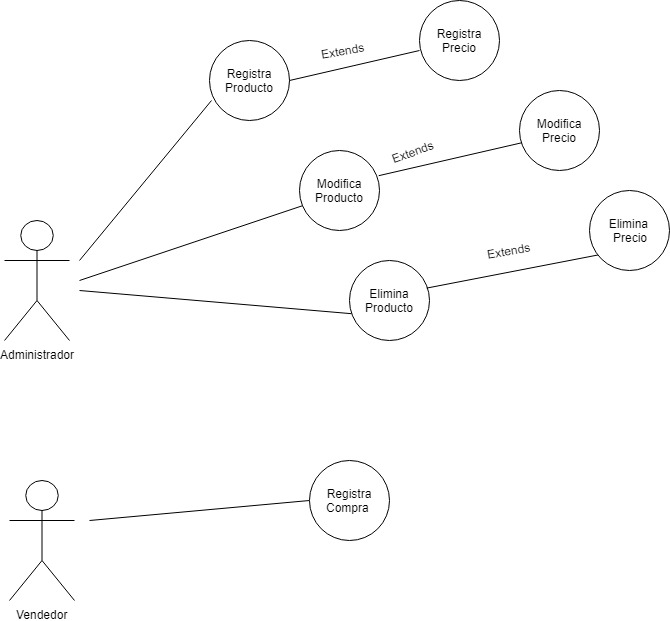 Registra
Precio
Extends
Registra
Producto
Modifica
Precio
Extends
Modifica
Producto
Elimina
Precio
Extends
Elimina
Producto
Administrador
Registra
Compra
Vendedor